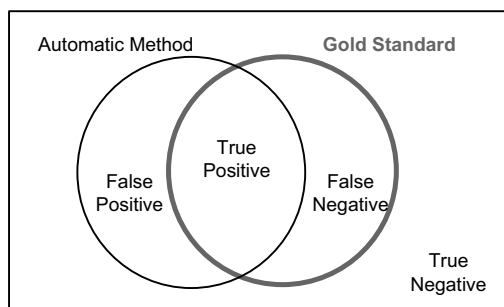 Automatic Method
Gold Standard
True
Positive
False
Positive
False
Negative
True
Negative